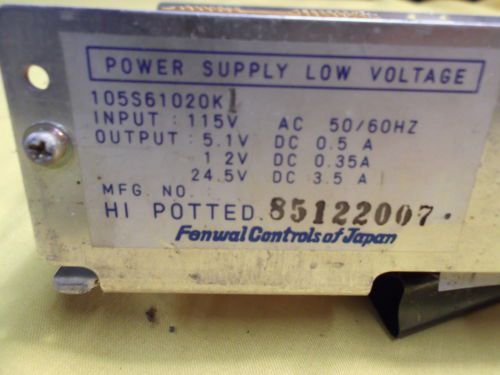 POWER SUPPLY LOW VOLTAGE
105S61020K1
INPUT : 115V AC 50/60HZ
OUTPUT : 5.1V DC 0.5 A
12V DC 0.35A
24.5V DC 3.5 A
MFG. NO. :
HI POTTED. 85122007.
Fenwal Controls of Japan